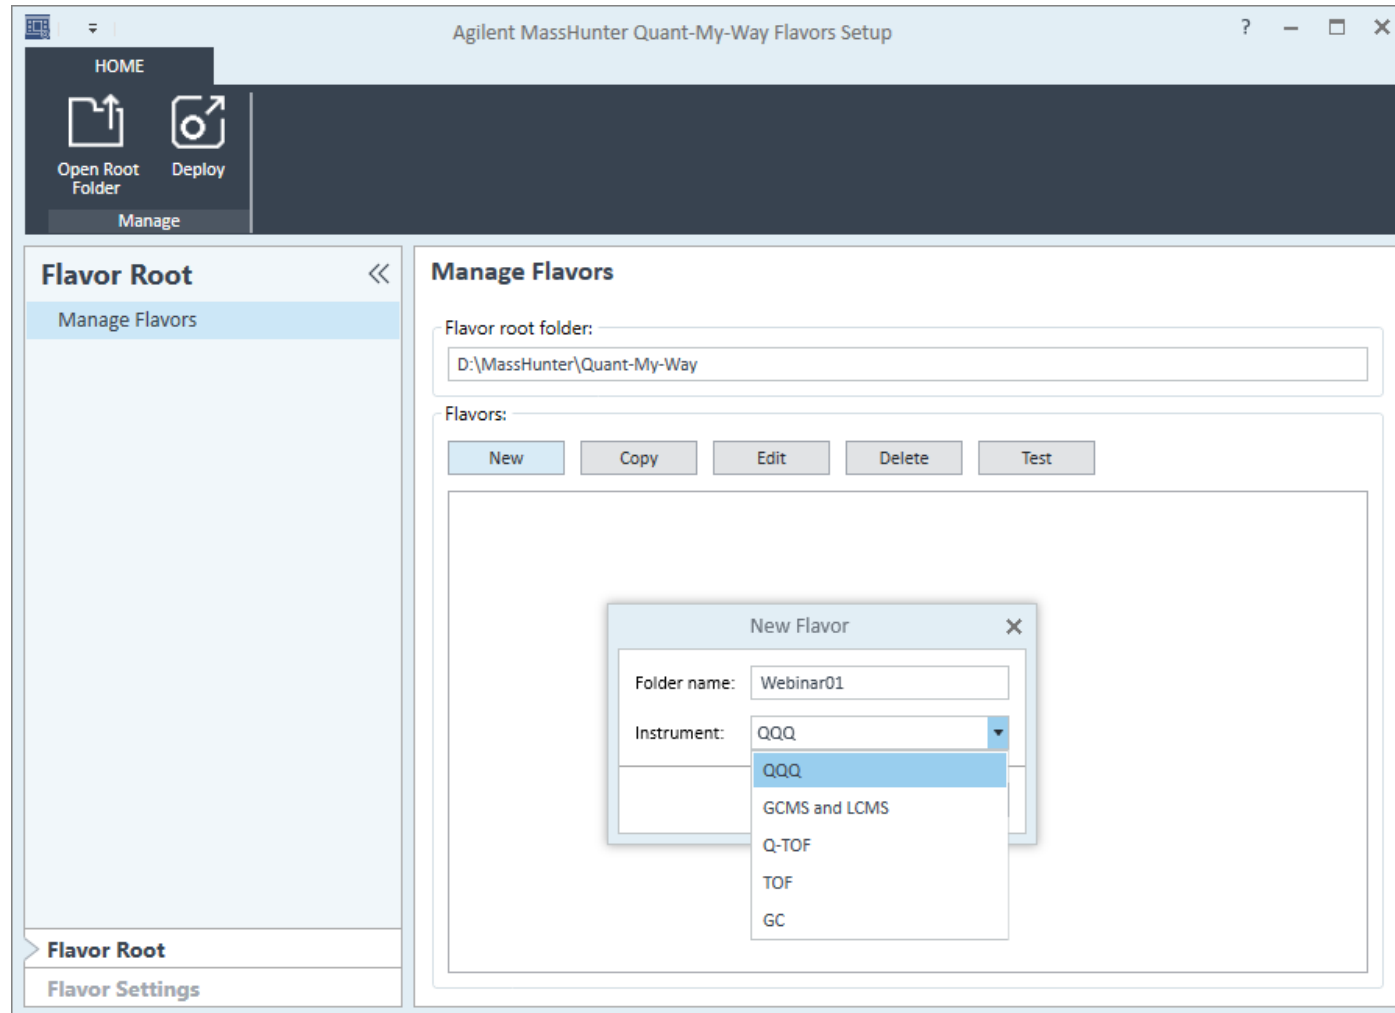 Agilent MassHunter Quant-My-Way Flavors Setup
?
HOME
Open Root
Folder
Deploy
Manage
Flavor Root
Manage Flavors
Flavor Root
Flavor Settings
Manage Flavors
Flavor root folder:
D:\MassHunter\Quant-My-Way
Flavors:
New Copy Edit Delete Test
New Flavor
Folder name: Webinar01
Instrument: QQQ
QQQ
GCMS and LCMS
Q-TOF
TOF
GC